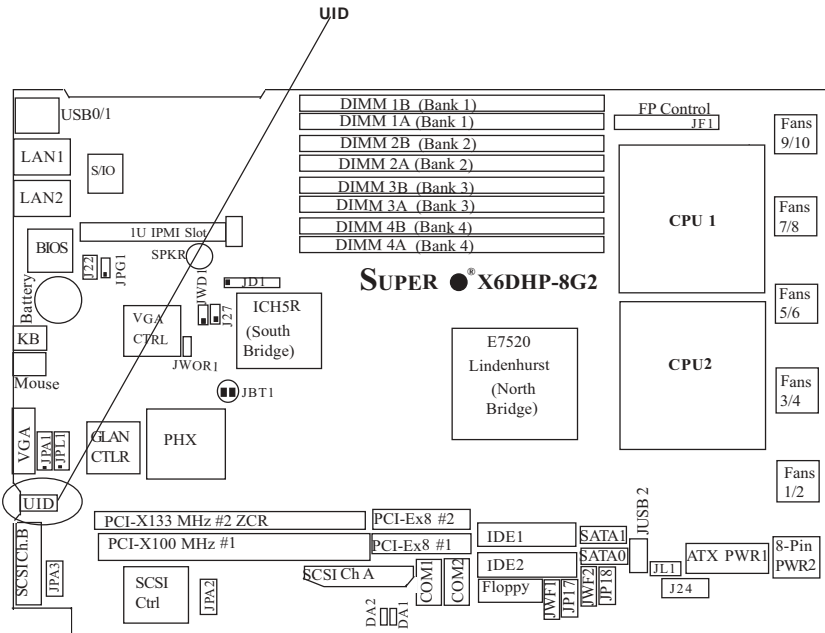 UID
USB0/1
LAN1
LAN2
S/IO
DIMM 1B (Bank 1)
DIMM 1A (Bank 1)
DIMM 2B (Bank 2)
DIMM 2A (Bank 2)
DIMM 3B (Bank 3)
DIMM 3A (Bank 3)
DIMM 4B (Bank 4)
DIMM 4A (Bank 4)
FP Control
JF1
Fans
9/10
CPU 1
Fans
7/8
1U IPMI Slot
SPKR
BIOS
J22
JPG1
Battery
JWD1
J27
JD1
SUPER ●® X6DHP-8G2
VGA
CTRL
ICH5R
(South
Bridge)
Fans
5/6
KB
Mouse
JWOR1
E7520
Lindenhurst
(North
Bridge)
CPU2
JBT1
Fans
3/4
VGA
JPA1
JPL1
GLAN
CTLR
PHX
Fans
1/2
UID
PCI-X133 MHz #2 ZCR
PCI-X100 MHz #1
PCI-Ex8 #2
PCI-Ex8 #1
IDE1
IDE2
Floppy
SATA1
SATA0
JUSB 2
ATX PWR1
8-Pin
PWR2
SCSI Ch.B
JPA3
SCSI
Ctrl
JPA2
SCSI Ch A
COM1
COM2
DA2
DA1
JWF1
JP17
JWF2
JP18
JL1
J24